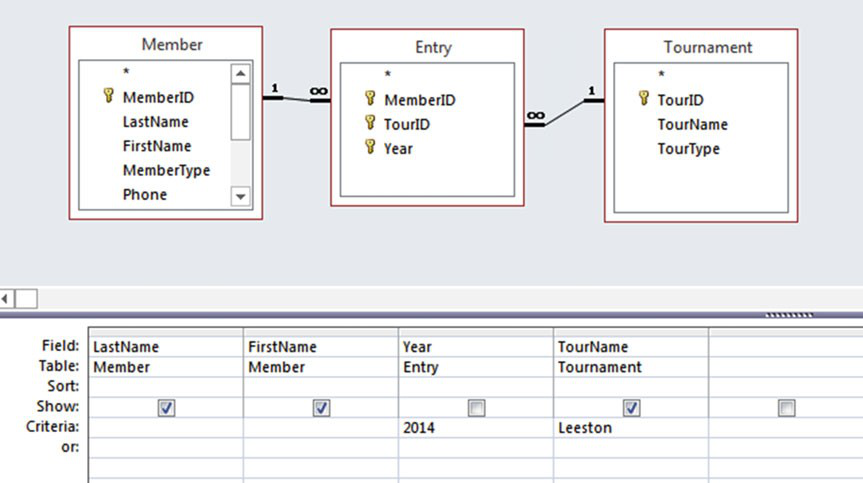 Member
*
MemberID
LastName
FirstName
MemberType
Phone
1
∞
Entry
*
MemberID
TourID
Year
∞
1
Tournament
*
TourID
TourName
TourType
Field: LastName FirstName Year TourName
Table: Member Member Entry Tournament
Sort:
Show:
Criteria: 2014 Leeston
or: